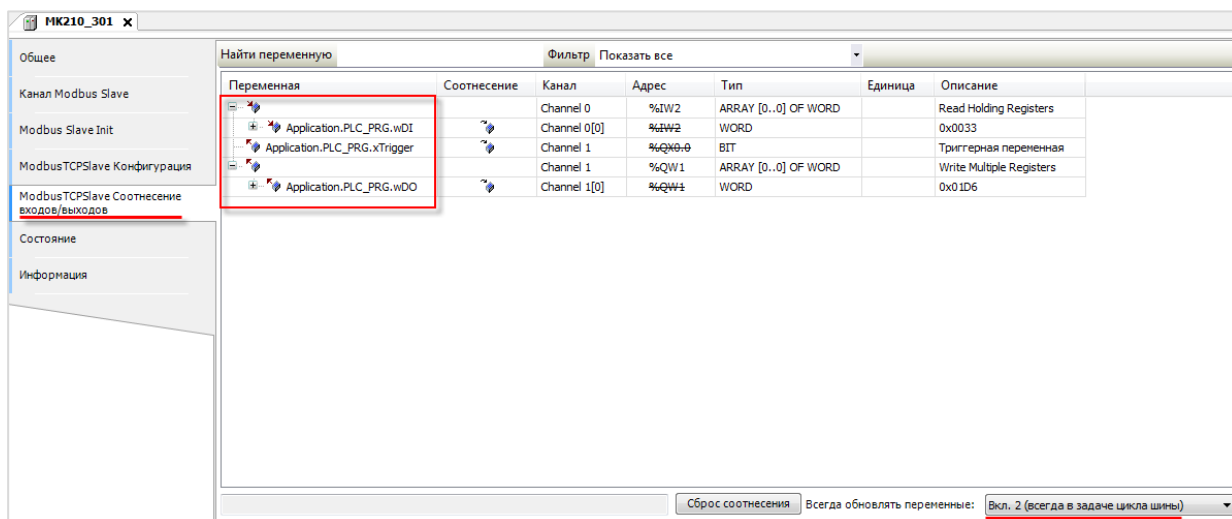 MK210_301 x
Общее
Канал Modbus Slave
Modbus Slave Init
ModbusTCPSlave Конфигурация
ModbusTCPSlave Соотнесение
входов/выходов
Состояние
Информация
Найти переменную Фильтр Показать все
Переменная Соотнесение Канал Адрес Тип Единица Описание
Channel 0 %IW2 ARRAY [0..0] OF WORD Read Holding Registers
Application.PLC_PRG.wDI Channel 0[0] %IW2 WORD 0x0033
Application.PLC_PRG.xTrigger Channel 1 %QX0.0 BIT Триггерная переменная
Channel 1 %QW1 ARRAY [0..0] OF WORD Write Multiple Registers
Application.PLC_PRG.wDO Channel 1[0] %QW1 WORD 0x01D6
Сброс соотнесения Всегда обновлять переменные: Вкл. 2 (всегда в задаче цикла шины)